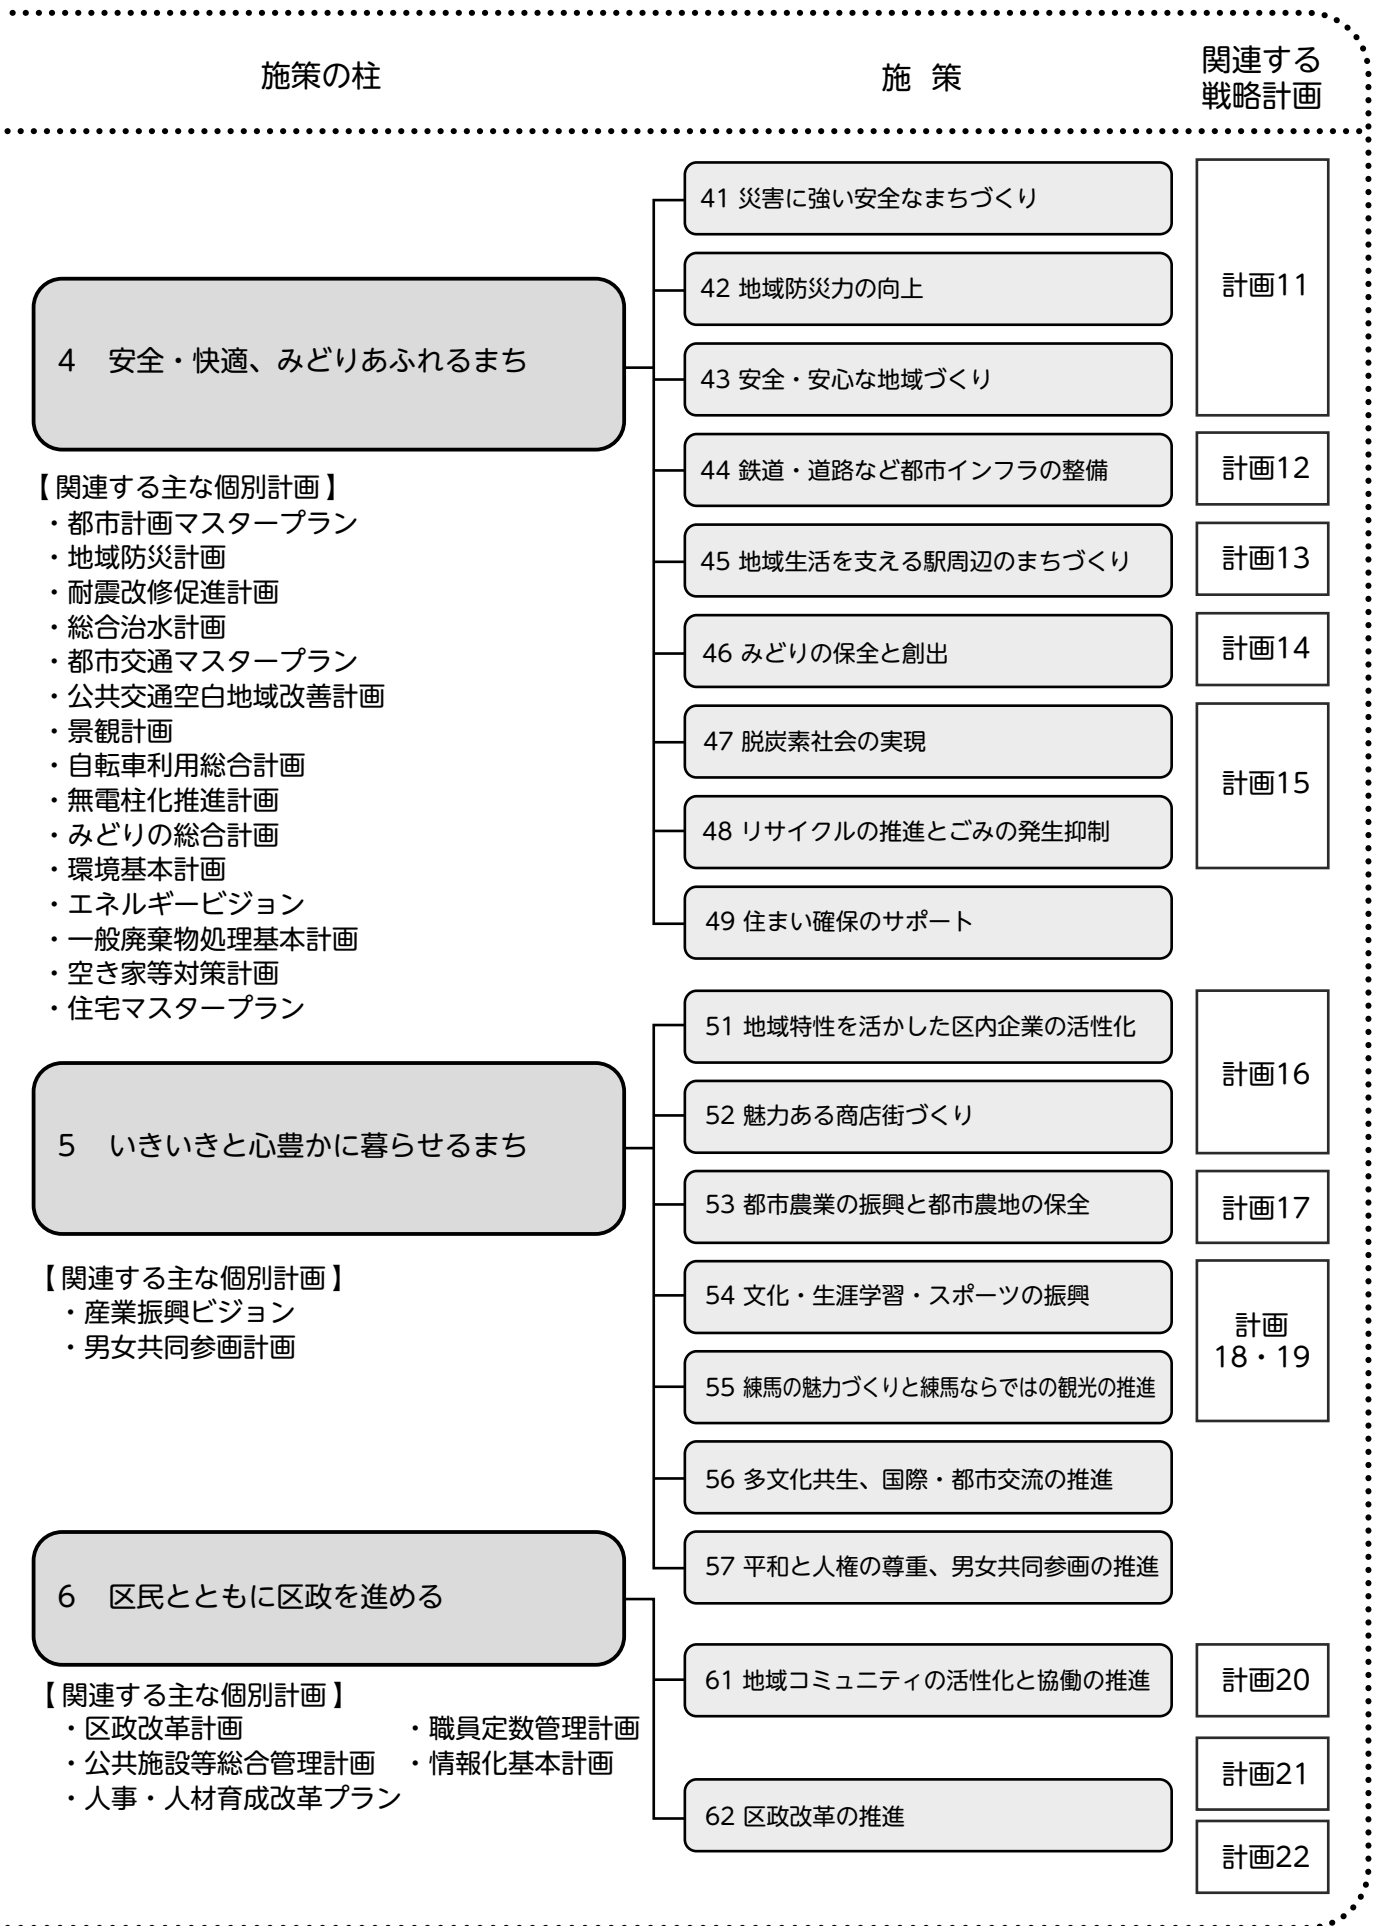 施策の柱
施 策
関連する
戦略計画
4 安全・快適、みどりあふれるまち
【関連する主な個別計画】
・都市計画マスタープラン
・地域防災計画
・耐震改修促進計画
・総合治水計画
・都市交通マスタープラン
・公共交通空白地域改善計画
・景観計画
・自転車利用総合計画
・無電柱化推進計画
・みどりの総合計画
・環境基本計画
・エネルギービジョン
・一般廃棄物処理基本計画
・空き家等対策計画
・住宅マスタープラン
41 災害に強い安全なまちづくり
42 地域防災力の向上
43 安全・安心な地域づくり
44 鉄道・道路など都市インフラの整備
45 地域生活を支える駅周辺のまちづくり
46 みどりの保全と創出
47 脱炭素社会の実現
48 リサイクルの推進とごみの発生抑制
49 住まい確保のサポート
計画11
計画12
計画13
計画14
計画15
5 いきいきと心豊かに暮らせるまち
【関連する主な個別計画】
・産業振興ビジョン
・男女共同参画計画
51 地域特性を活かした区内企業の活性化
52 魅力ある商店街づくり
53 都市農業の振興と都市農地の保全
54 文化・生涯学習・スポーツの振興
55 練馬の魅力づくりと練馬ならではの観光の推進
56 多文化共生、国際・都市交流の推進
57 平和と人権の尊重、男女共同参画の推進
計画16
計画17
計画
18・19
6 区民とともに区政を進める
【関連する主な個別計画】
・区政改革計画 ・職員定数管理計画
・公共施設等総合管理計画 ・情報化基本計画
・人事・人材育成改革プラン
61 地域コミュニティの活性化と協働の推進
62 区政改革の推進
計画20
計画21
計画22